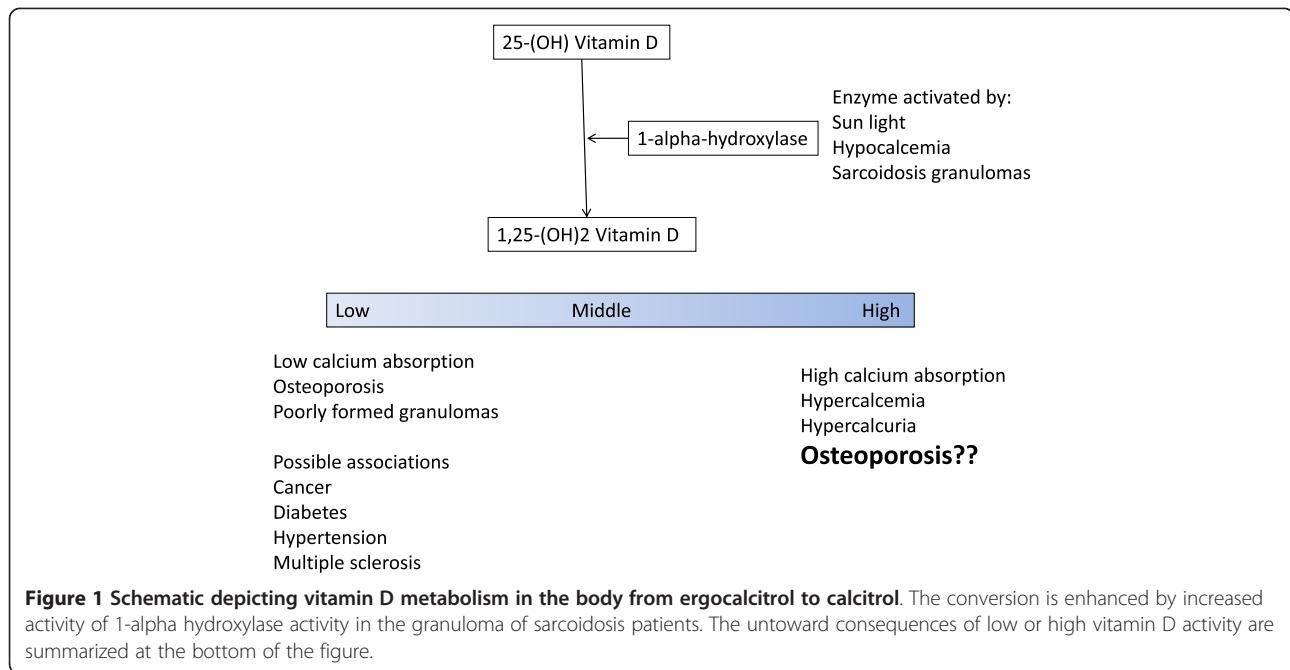 25-(OH) Vitamin D
Enzyme activated by:
Sun light
1-alpha-hydroxylase
Hypocalcemia
Sarcoidosis granulomas
1,25-(OH)2 Vitamin D
Low Middle High
Low calcium absorption
Osteoporosis
Poorly formed granulomas
Possible associations
Cancer
Diabetes
Hypertension
Multiple sclerosis
High calcium absorption
Hypercalcemia
Hypercalcuria
Osteoporosis??
Figure 1 Schematic depicting vitamin D metabolism in the body from ergocalcitrol to calcitrol. The conversion is enhanced by increased
activity of 1-alpha hydroxylase activity in the granuloma of sarcoidosis patients. The untoward consequences of low or high vitamin D activity are
summarized at the bottom of the figure.